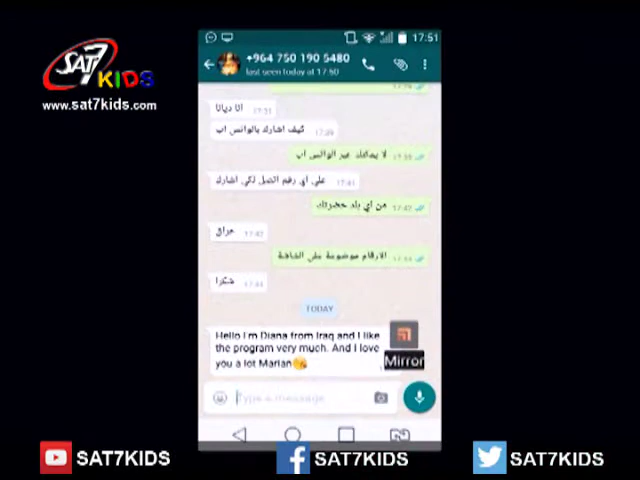 17:51
SAT7
KIDS
www.sat7kids.com
+964 750 190 5480
last seen today at 17:50
انا ديانا
كيف اشارك بالواتس اب
لا يمكنك عبر الواتس اب
على أي رقم اتصل لكي اشارك
من أي بلد حضرتك
عراق
الارقام موضوعة على الشاشة
شكرا
TODAY
Hello I'm Diana from Iraq and I like
the program very much. And I love
you a lot Marian
Mirror
Type a message
SAT7KIDS
SAT7KIDS
SAT7KIDS